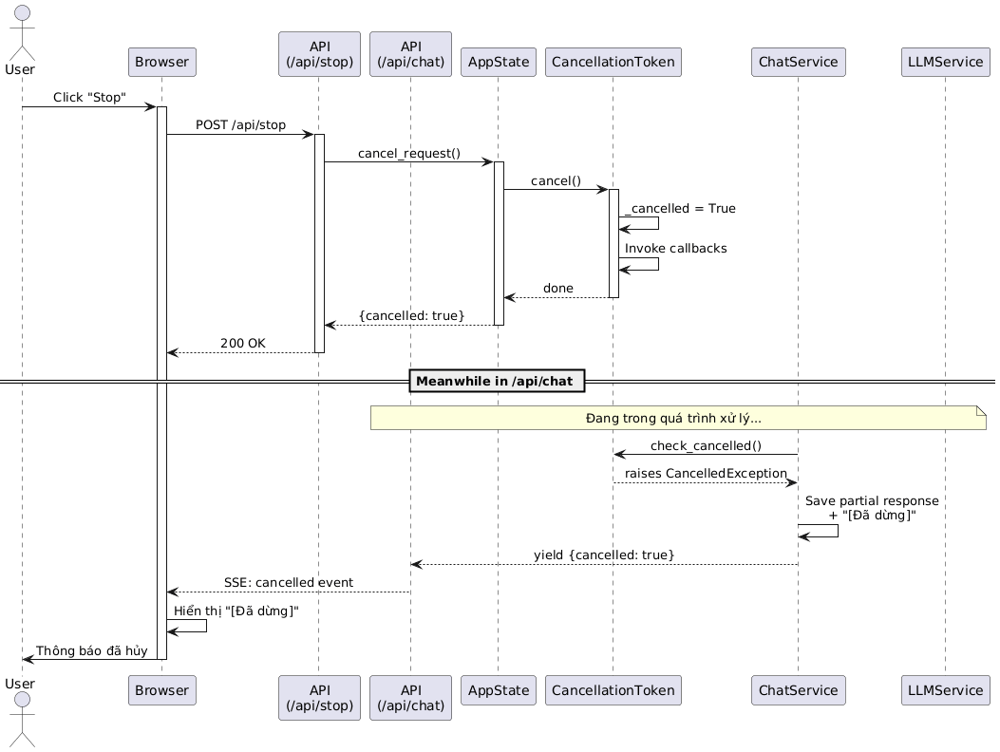 User
Browser
API
(/api/stop)
API
(/api/chat)
AppState
CancellationToken
ChatService
LLMService
Click "Stop"
POST /api/stop
cancel_request()
cancel()
_cancelled = True
Invoke callbacks
done
{cancelled: true}
200 OK
Meanwhile in /api/chat
Đang trong quá trình xử lý...
check_cancelled()
raises CancelledException
Save partial response
+ "[Đã dừng]"
yield {cancelled: true}
SSE: cancelled event
Hiển thị "[Đã dừng]"
Thông báo đã hủy
User
Browser
API
(/api/stop)
API
(/api/chat)
AppState
CancellationToken
ChatService
LLMService